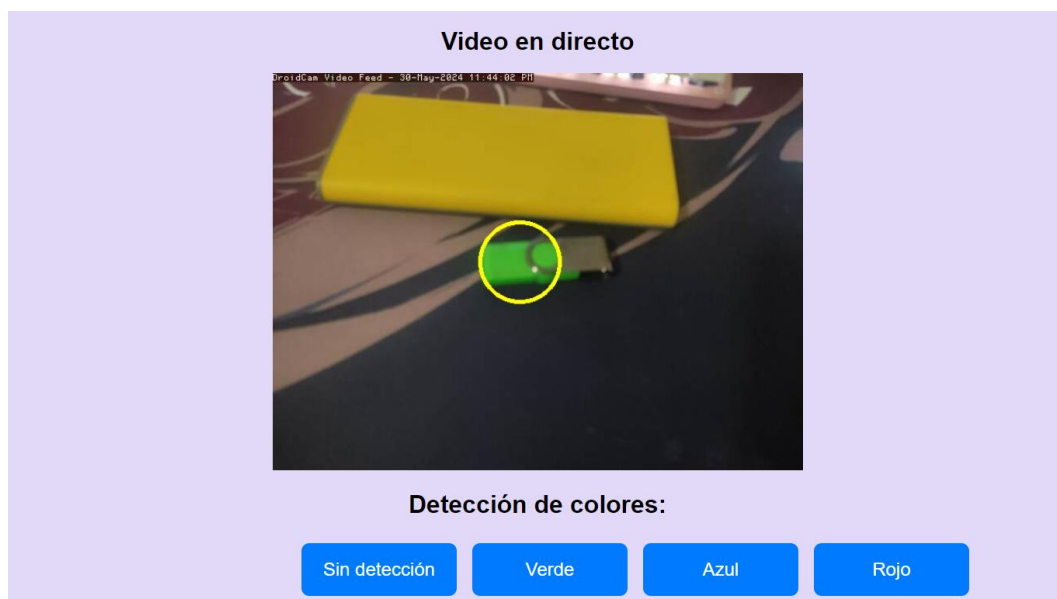 Video en directo
DroidCam Video Feed - 30-May-2024 11:44:02 PM
Detección de colores:
Sin detección
Verde
Azul
Rojo